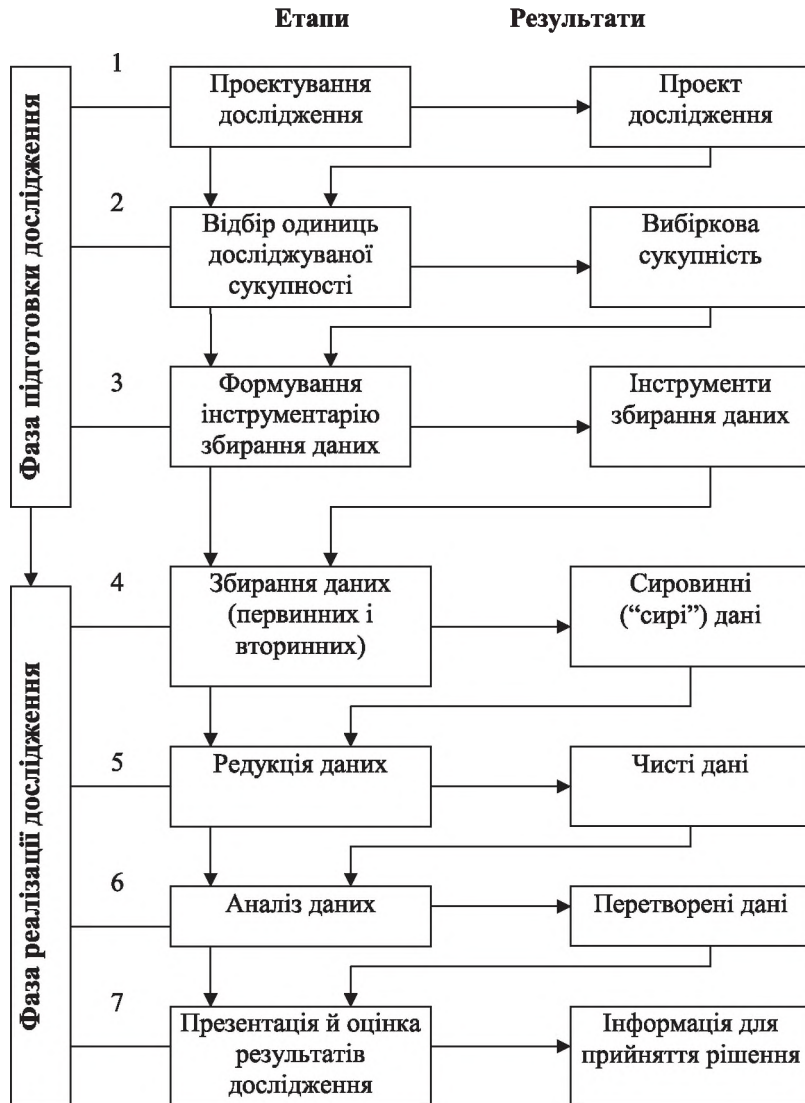 Етапи Результати
Фаза підготовки дослідження
1
Проектування
дослідження
Проект
дослідження
2
Відбір одиниць
досліджуваної
сукупності
Вибіркова
сукупність
3
Формування
інструментарію
збирання даних
Інструменти
збирання даних
Фаза реалізації дослідження
4
Збирання даних
(первинних і
вторинних)
Сировинні
(“сирі”) дані
5
Редукція даних
Чисті дані
6
Аналіз даних
Перетворені дані
7
Презентація й оцінка
результатів
дослідження
Інформація для
прийняття рішення